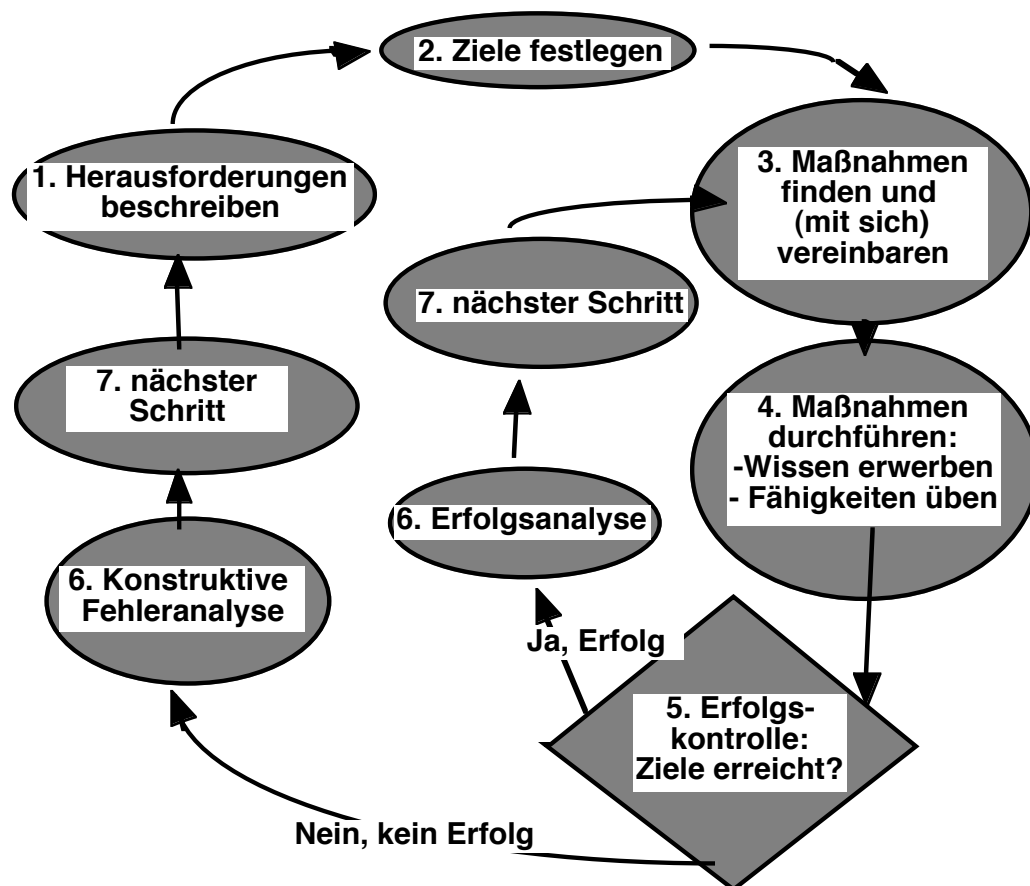 2. Ziele festlegen
1. Herausforderungen
beschreiben
3. Maßnahmen
finden und
(mit sich)
vereinbaren
7. nächster Schritt
7. nächster
Schritt
4. Maßnahmen
durchführen:
-Wissen erwerben
- Fähigkeiten üben
6. Erfolgsanalyse
6. Konstruktive
Fehleranalyse
Ja, Erfolg
5. Erfolgs-
kontrolle:
Ziele erreicht?
Nein, kein Erfolg